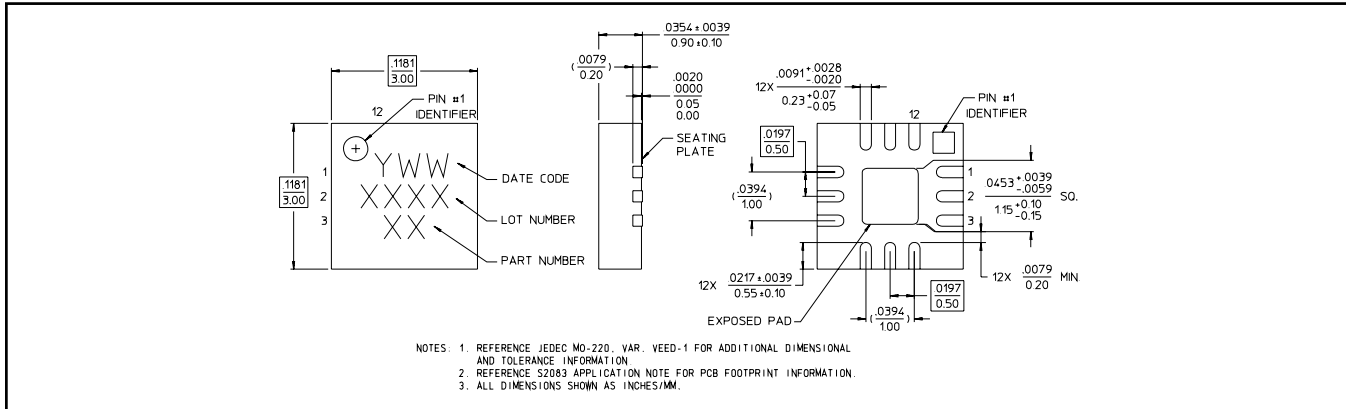 .1181
3.00
12
PIN #1
IDENTIFIER
.1181
3.00
1
2
3
YWW
XXXX
XX
DATE CODE
LOT NUMBER
PART NUMBER
.0354 ±.0039
0.90 ±0.10
(.0079
0.20)
.0020
.0000
0.05
0.00
SEATING
PLATE
12X .0091 +.0028 -.0020
0.23 +0.07 -0.05
12
PIN #1
IDENTIFIER
.0197
0.50
(.0394
1.00)
1
2
3
.0453 +.0039 -.0059 SQ.
1.15 +0.10 -0.15
12X .0217 ±.0039
0.55 ±0.10
12X .0079 MIN.
0.20
.0197
0.50
(.0394
1.00)
EXPOSED PAD
NOTES: 1. REFERENCE JEDEC MO-220, VAR. VEED-1 FOR ADDITIONAL DIMENSIONAL
AND TOLERANCE INFORMATION.
2. REFERENCE S2083 APPLICATION NOTE FOR PCB FOOTPRINT INFORMATION.
3. ALL DIMENSIONS SHOWN AS INCHES/MM.